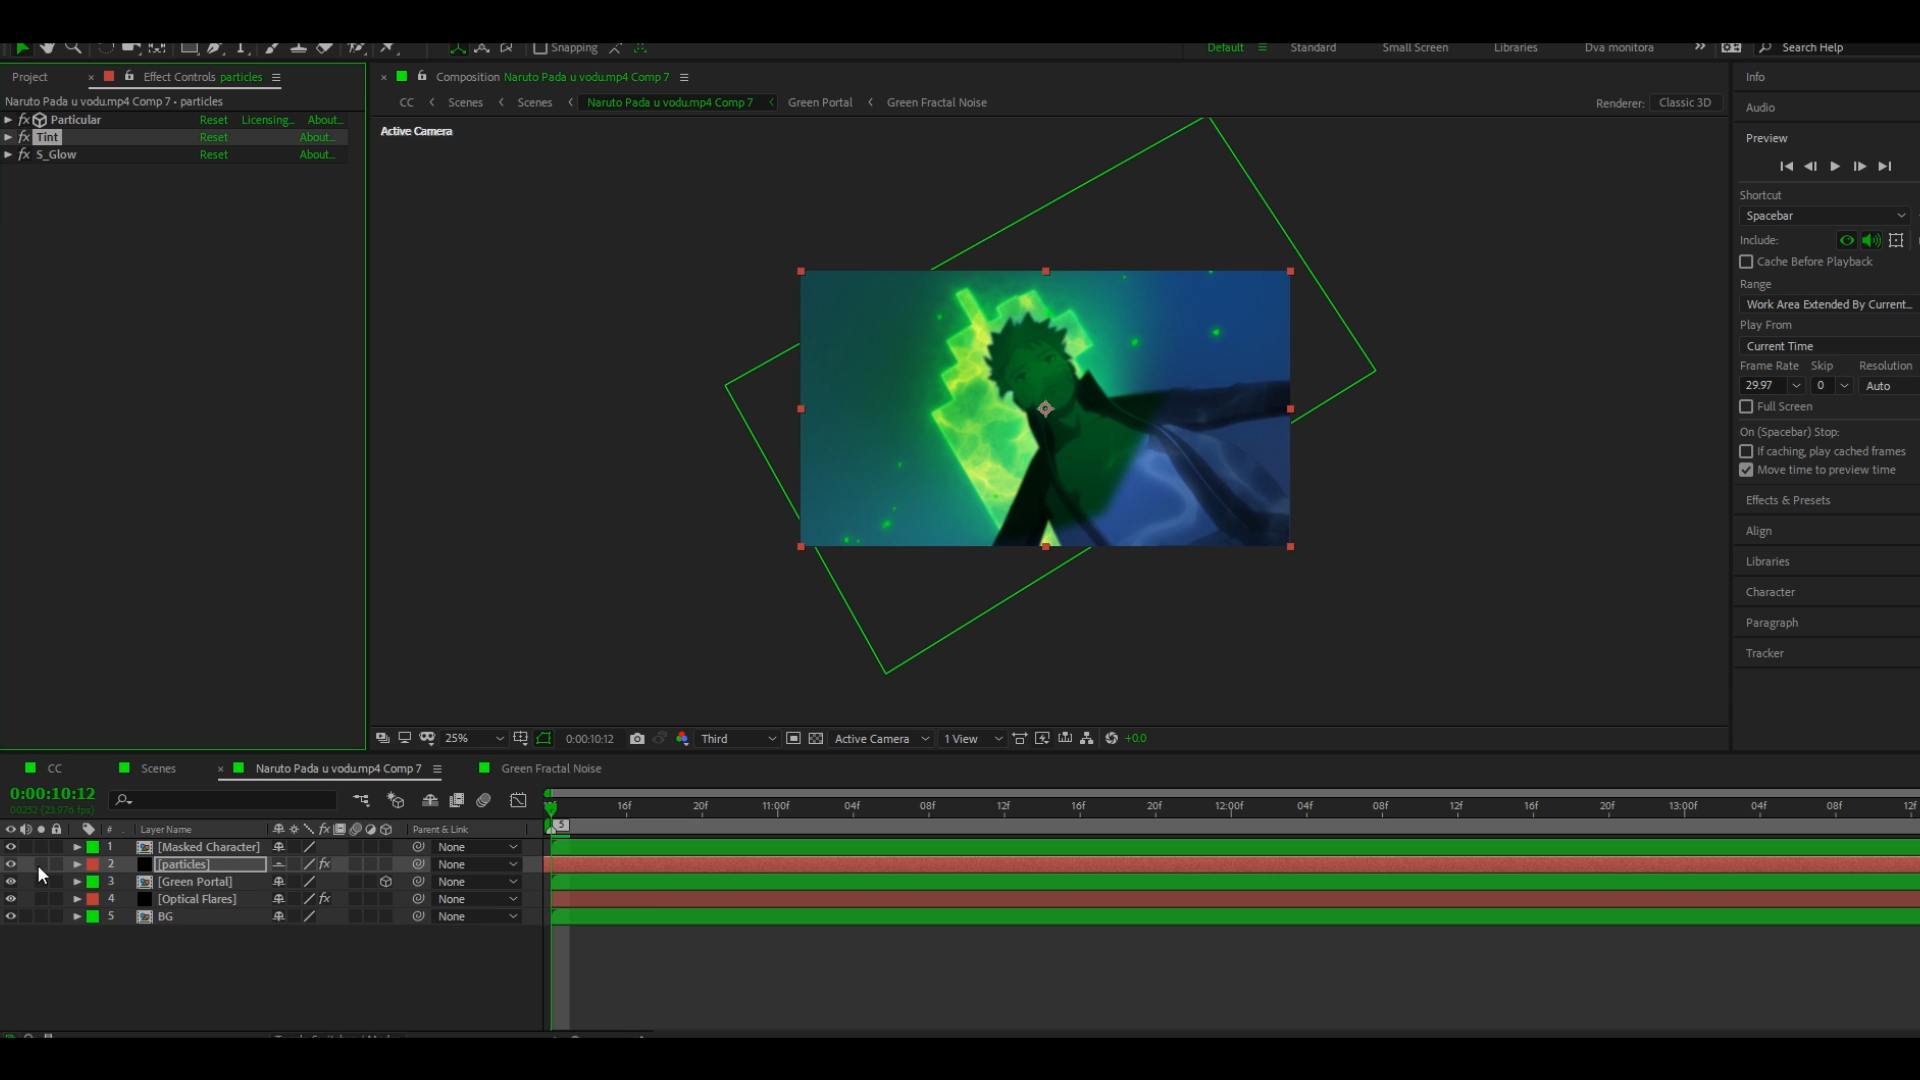 Snapping
Default
Standard
Small Screen
Libraries
Dva monitora
Search Help
Project
Effect Controls particles
Composition Naruto Pada u vodu.mp4 Comp 7
Info
Naruto Pada u vodu.mp4 Comp 7 • particles
CC
Scenes
Scenes
Naruto Pada u vodu.mp4 Comp 7
Green Portal
Green Fractal Noise
Renderer:
Classic 3D
Audio
fx Particular Reset Licensing... About...
fx Tint Reset About...
fx S_Glow Reset About...
Active Camera
Preview
Shortcut
Spacebar
Include:
Cache Before Playback
Range
Work Area Extended By Current...
Play From
Current Time
Frame Rate Skip Resolution
29.97 0 Auto
Full Screen
On (Spacebar) Stop:
If caching, play cached frames
Move time to preview time
Effects & Presets
Align
Libraries
Character
Paragraph
Tracker
25%
0:00:10:12
Third
Active Camera
1 View
+0.0
CC
Scenes
Naruto Pada u vodu.mp4 Comp 7
Green Fractal Noise
0:00:10:12
00252 (23.976 fps)
16f 20f 11:00f 04f 08f 12f 16f 20f 12:00f 04f 08f 12f 16f 20f 13:00f 04f 08f 12f
5
# Layer Name fx Parent & Link
1 [Masked Character] None
2 [particles] fx None
3 [Green Portal] None
4 [Optical Flares] fx None
5 BG None